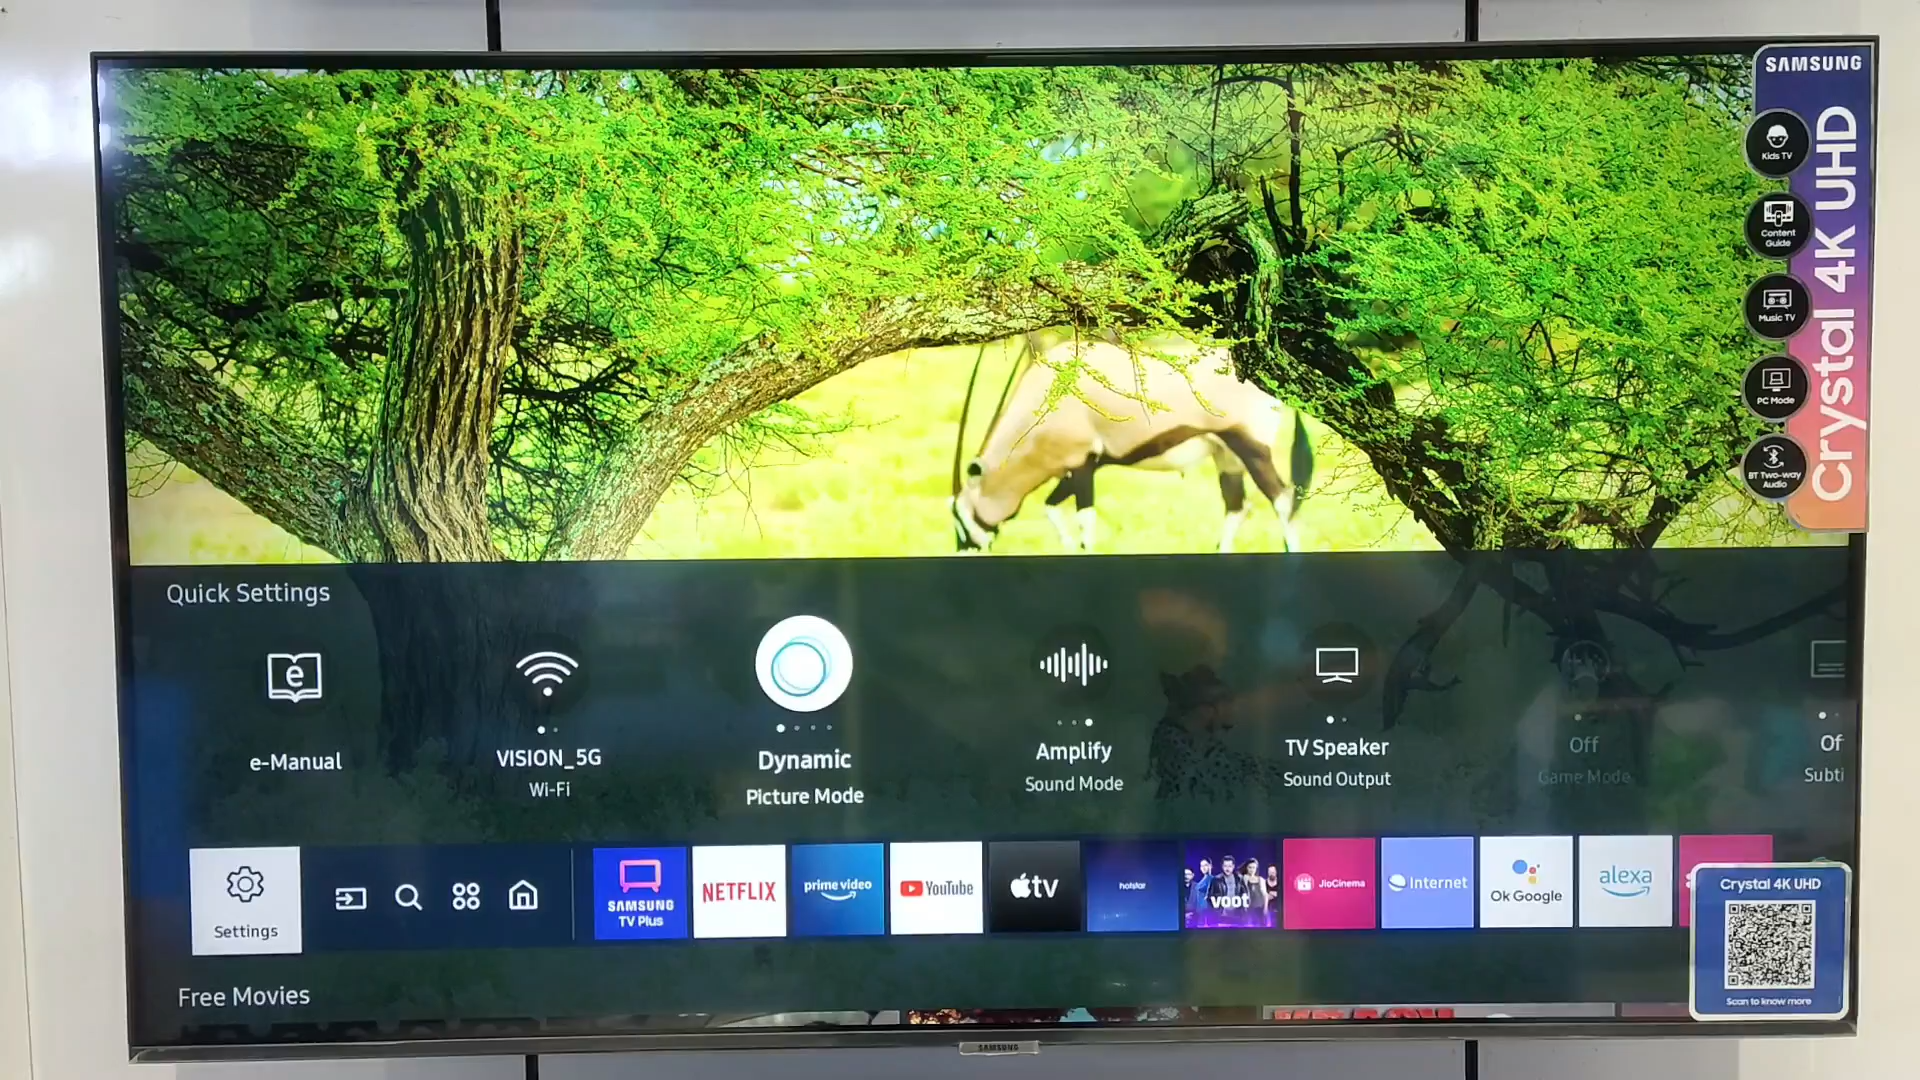 SAMSUNG
Crystal 4K UHD
Kids TV
Content
Guide
Music TV
PC Mode
BT Two-way
Audio
Quick Settings
e
e-Manual
VISION_5G
Wi-Fi
Dynamic
Picture Mode
Amplify
Sound Mode
TV Speaker
Sound Output
Off
Game Mode
Of
Subti
Settings
SAMSUNG
TV Plus
NETFLIX
prime video
YouTube
tv
hotstar
voot
JioCinema
Internet
Ok Google
alexa
Crystal 4K UHD
Scan to know more
Free Movies
SAMSUNG